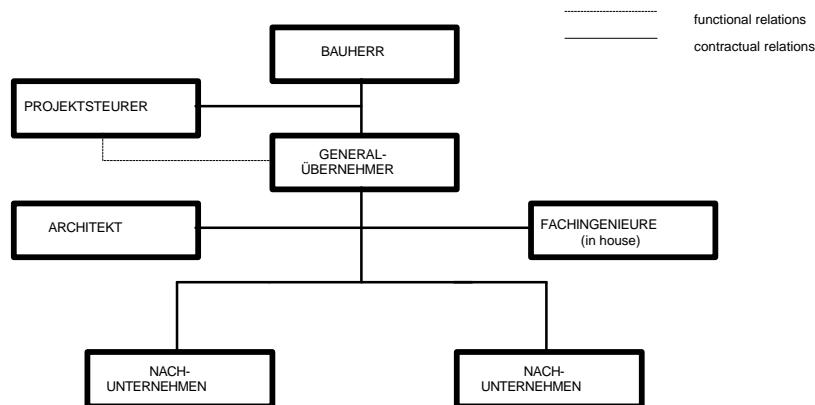 functional relations
contractual relations
BAUHERR
PROJEKTSTEURER
GENERAL-
ÜBERNEHMER
ARCHITEKT
FACHINGENIEURE
(in house)
NACH-
UNTERNEHMEN
NACH-
UNTERNEHMEN